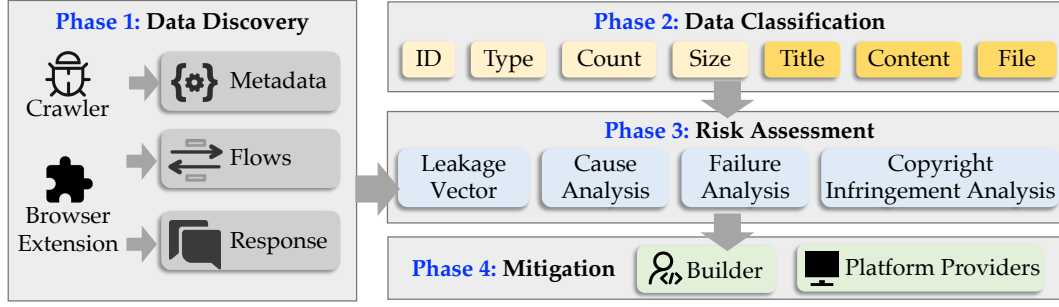 Phase 1: Data Discovery
Crawler
Metadata
Flows
Browser
Extension
Response
Phase 2: Data Classification
ID
Type
Count
Size
Title
Content
File
Phase 3: Risk Assessment
Leakage
Vector
Cause
Analysis
Failure
Analysis
Copyright
Infringement Analysis
Phase 4: Mitigation
Builder
Platform Providers